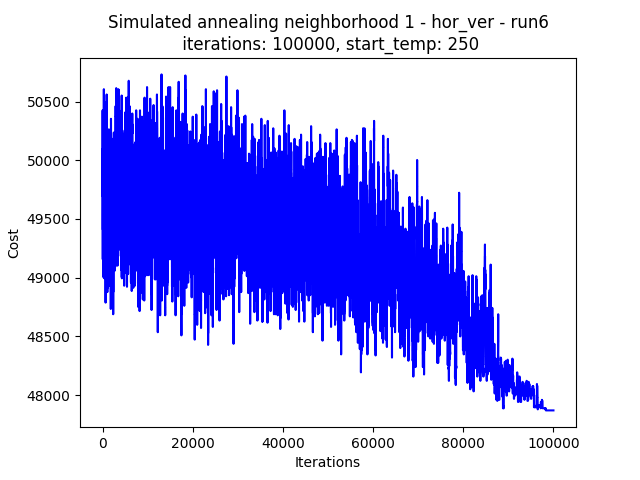 Simulated annealing neighborhood 1 - hor_ver - run6
iterations: 100000, start_temp: 250
Cost
50500
50000
49500
49000
48500
48000
0 20000 40000 60000 80000 100000
Iterations